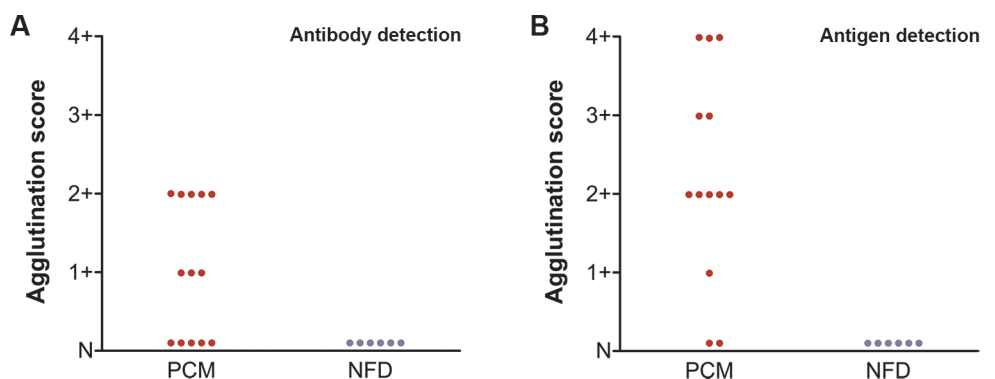 A
Antibody detection
Agglutination score
4+
3+
2+
1+
N
PCM NFD
B
Antigen detection
Agglutination score
4+
3+
2+
1+
N
PCM NFD